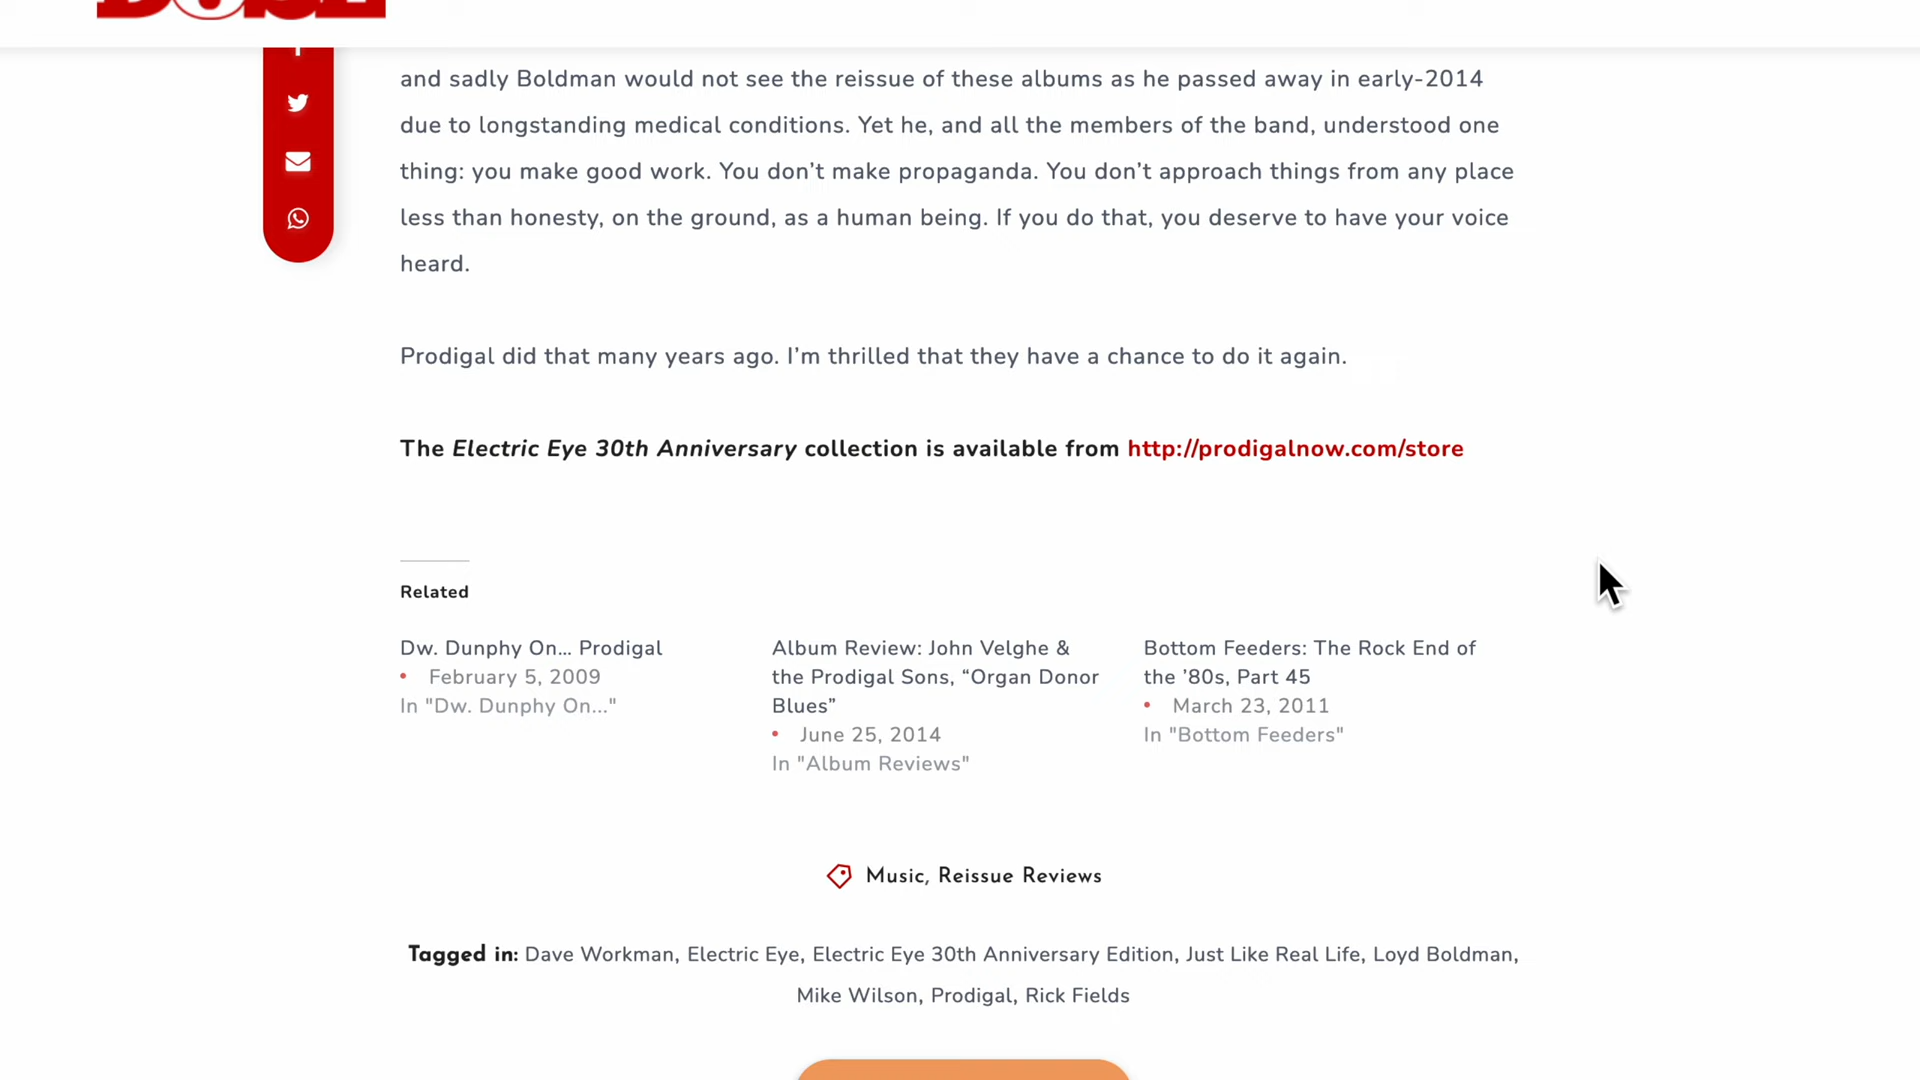 and sadly Boldman would not see the reissue of these albums as he passed away in early-2014
due to longstanding medical conditions. Yet he, and all the members of the band, understood one
thing: you make good work. You don’t make propaganda. You don’t approach things from any place
less than honesty, on the ground, as a human being. If you do that, you deserve to have your voice
heard.
Prodigal did that many years ago. I’m thrilled that they have a chance to do it again.
The Electric Eye 30th Anniversary collection is available from http://prodigalnow.com/store
Related
Dw. Dunphy On… Prodigal
• February 5, 2009
In "Dw. Dunphy On..."
Album Review: John Velghe &
the Prodigal Sons, “Organ Donor
Blues”
• June 25, 2014
In "Album Reviews"
Bottom Feeders: The Rock End of
the ’80s, Part 45
• March 23, 2011
In "Bottom Feeders"
Music, Reissue Reviews
Tagged in: Dave Workman, Electric Eye, Electric Eye 30th Anniversary Edition, Just Like Real Life, Loyd Boldman,
Mike Wilson, Prodigal, Rick Fields